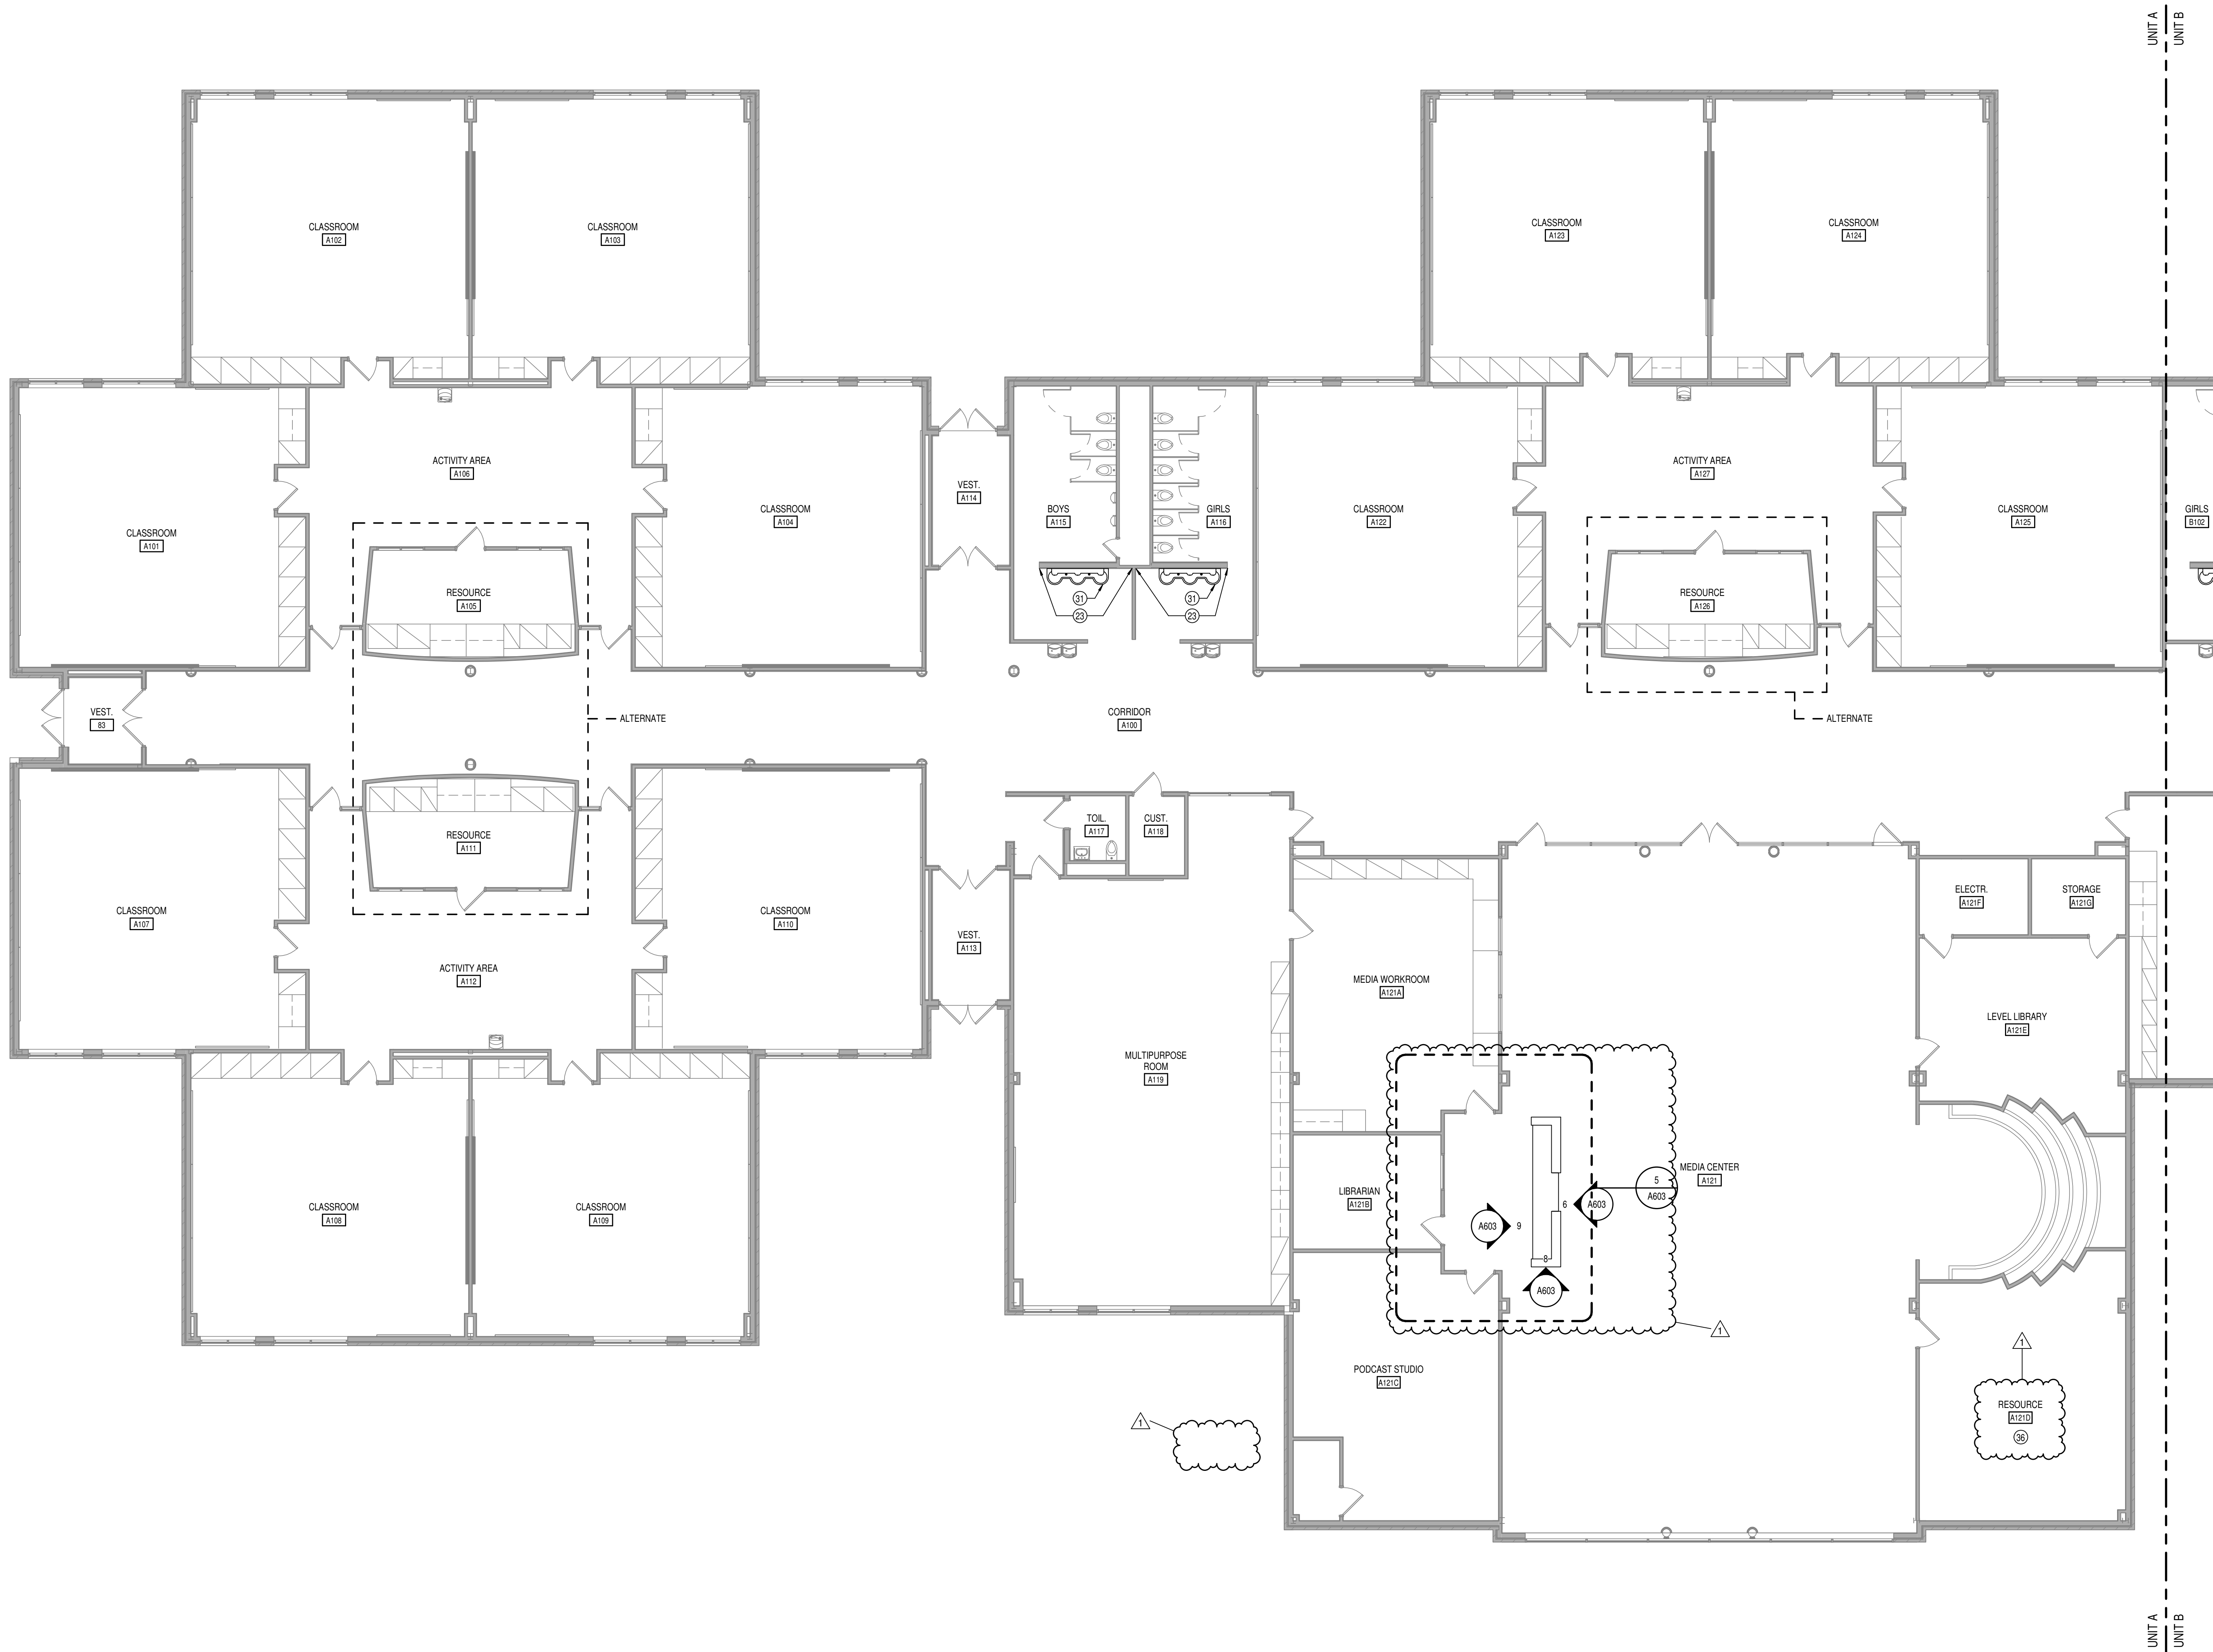 UNIT A
UNIT B
CLASSROOM
A102
CLASSROOM
A103
CLASSROOM
A123
CLASSROOM
A124
ACTIVITY AREA
A106
ACTIVITY AREA
A127
VEST.
A114
BOYS
A115
GIRLS
A116
CLASSROOM
A104
CLASSROOM
A122
CLASSROOM
A125
GIRLS
B102
CLASSROOM
A101
RESOURCE
A105
RESOURCE
A126
31
23
31
23
VEST.
83
ALTERNATE
CORRIDOR
A100
ALTERNATE
RESOURCE
A111
TOIL.
A117
CUST.
A118
CLASSROOM
A107
CLASSROOM
A110
VEST.
A113
ELECTR.
A121F
STORAGE
A121G
ACTIVITY AREA
A112
MEDIA WORKROOM
A121A
LEVEL LIBRARY
A121E
MULTIPURPOSE
ROOM
A119
CLASSROOM
A108
CLASSROOM
A109
LIBRARIAN
A121B
MEDIA CENTER
A121
5
A603
6
A603
A603
9
8
A603
1
1
PODCAST STUDIO
A121C
RESOURCE
A121D
36
1
UNIT A
UNIT B